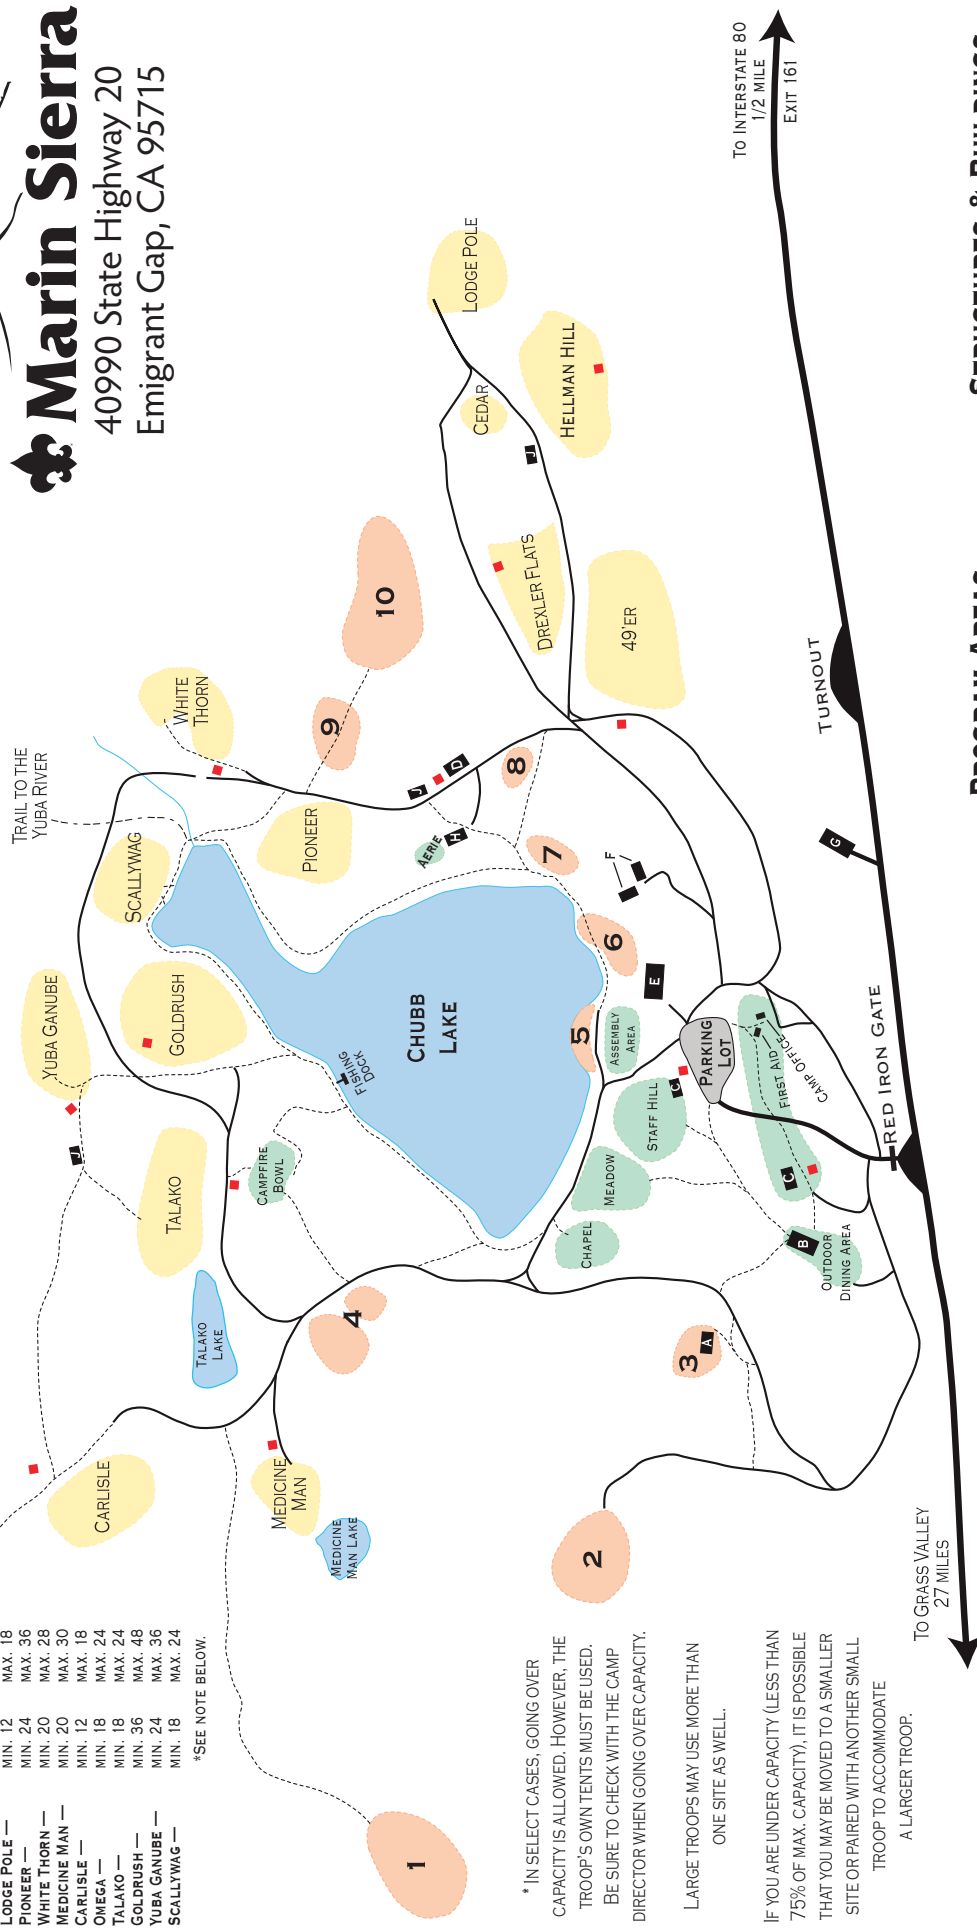 Marin Sierra
40990 State Highway 20
Emigrant Gap, CA 95715
LODGE POLE — MIN. 12 MAX. 18
PIONEER — MIN. 24 MAX. 36
WHITE THORN — MIN. 20 MAX. 28
MEDICINE MAN — MIN. 20 MAX. 30
CARLISLE — MIN. 12 MAX. 18
OMEGA — MIN. 18 MAX. 24
TALAKO — MIN. 18 MAX. 24
GOLDRUSH — MIN. 36 MAX. 48
YUBA GANUBE — MIN. 24 MAX. 36
SCALLYWAG — MIN. 18 MAX. 24
*SEE NOTE BELOW.
TRAIL TO THE
YUBA RIVER
YUBA GANUBE
SCALLYWAG
WHITE
THORN
CARLISLE
J
TALAKO
GOLDRUSH
PIONEER
9
10
TALAKO
LAKE
CAMPFIRE
BOWL
FISHING
DOCK
CHUBB
LAKE
AERIE
H
J
D
MEDICINE
MAN
MEDICINE
MAN LAKE
4
1
LODGE POLE
CEDAR
J
HELLMAN HILL
DREXLER FLATS
49'ER
8
7
F
6
5
E
ASSEMBLY
AREA
CHAPEL
MEADOW
STAFF HILL
C
PARKING
LOT
2
3
A
B
OUTDOOR
DINING AREA
C
FIRST AID
CAMP OFFICE
G
RED IRON GATE
TURNOUT
TO INTERSTATE 80
1/2 MILE
EXIT 161
TO GRASS VALLEY
27 MILES
* IN SELECT CASES, GOING OVER
CAPACITY IS ALLOWED. HOWEVER, THE
TROOP'S OWN TENTS MUST BE USED.
BE SURE TO CHECK WITH THE CAMP
DIRECTOR WHEN GOING OVER CAPACITY.
LARGE TROOPS MAY USE MORE THAN
ONE SITE AS WELL.
IF YOU ARE UNDER CAPACITY (LESS THAN
75% OF MAX. CAPACITY), IT IS POSSIBLE
THAT YOU MAY BE MOVED TO A SMALLER
SITE OR PAIRED WITH ANOTHER SMALL
TROOP TO ACCOMMODATE
A LARGER TROOP.